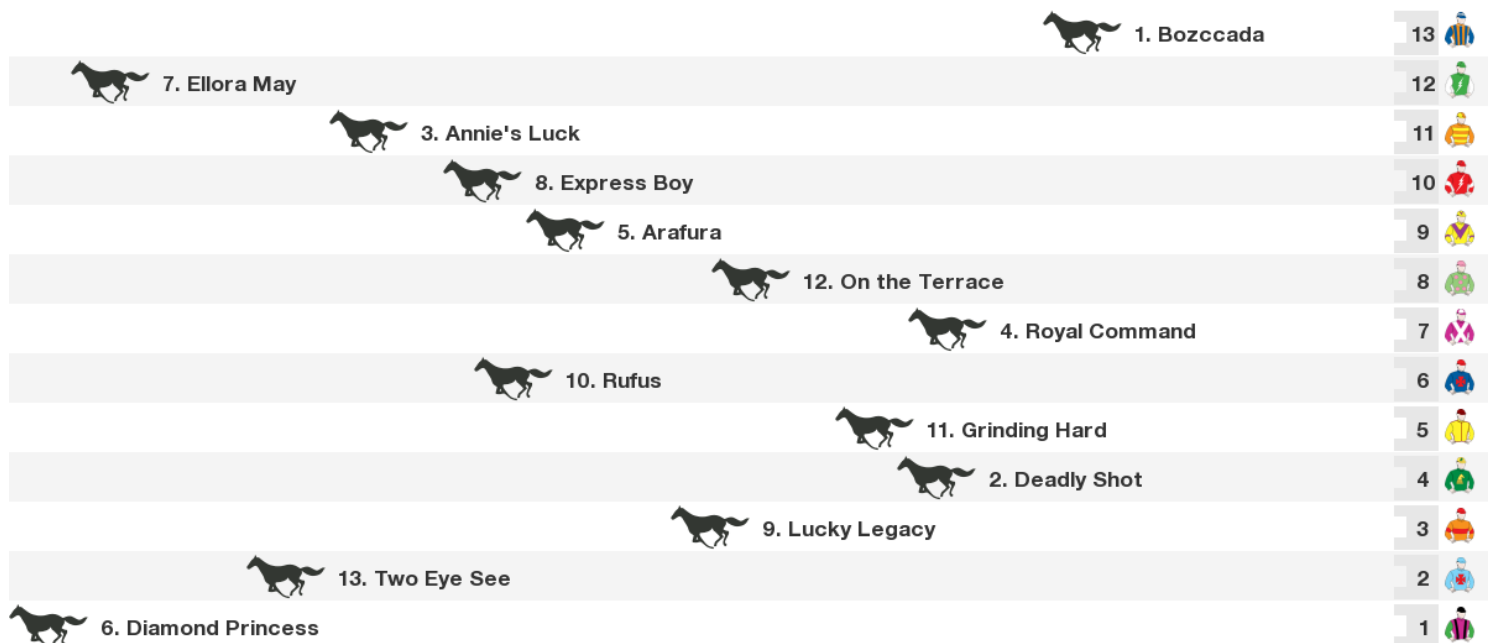 1. Bozccada 13
7. Ellora May 12
3. Annie's Luck 11
8. Express Boy 10
5. Arafura 9
12. On the Terrace 8
4. Royal Command 7
10. Rufus 6
11. Grinding Hard 5
2. Deadly Shot 4
9. Lucky Legacy 3
13. Two Eye See 2
6. Diamond Princess 1